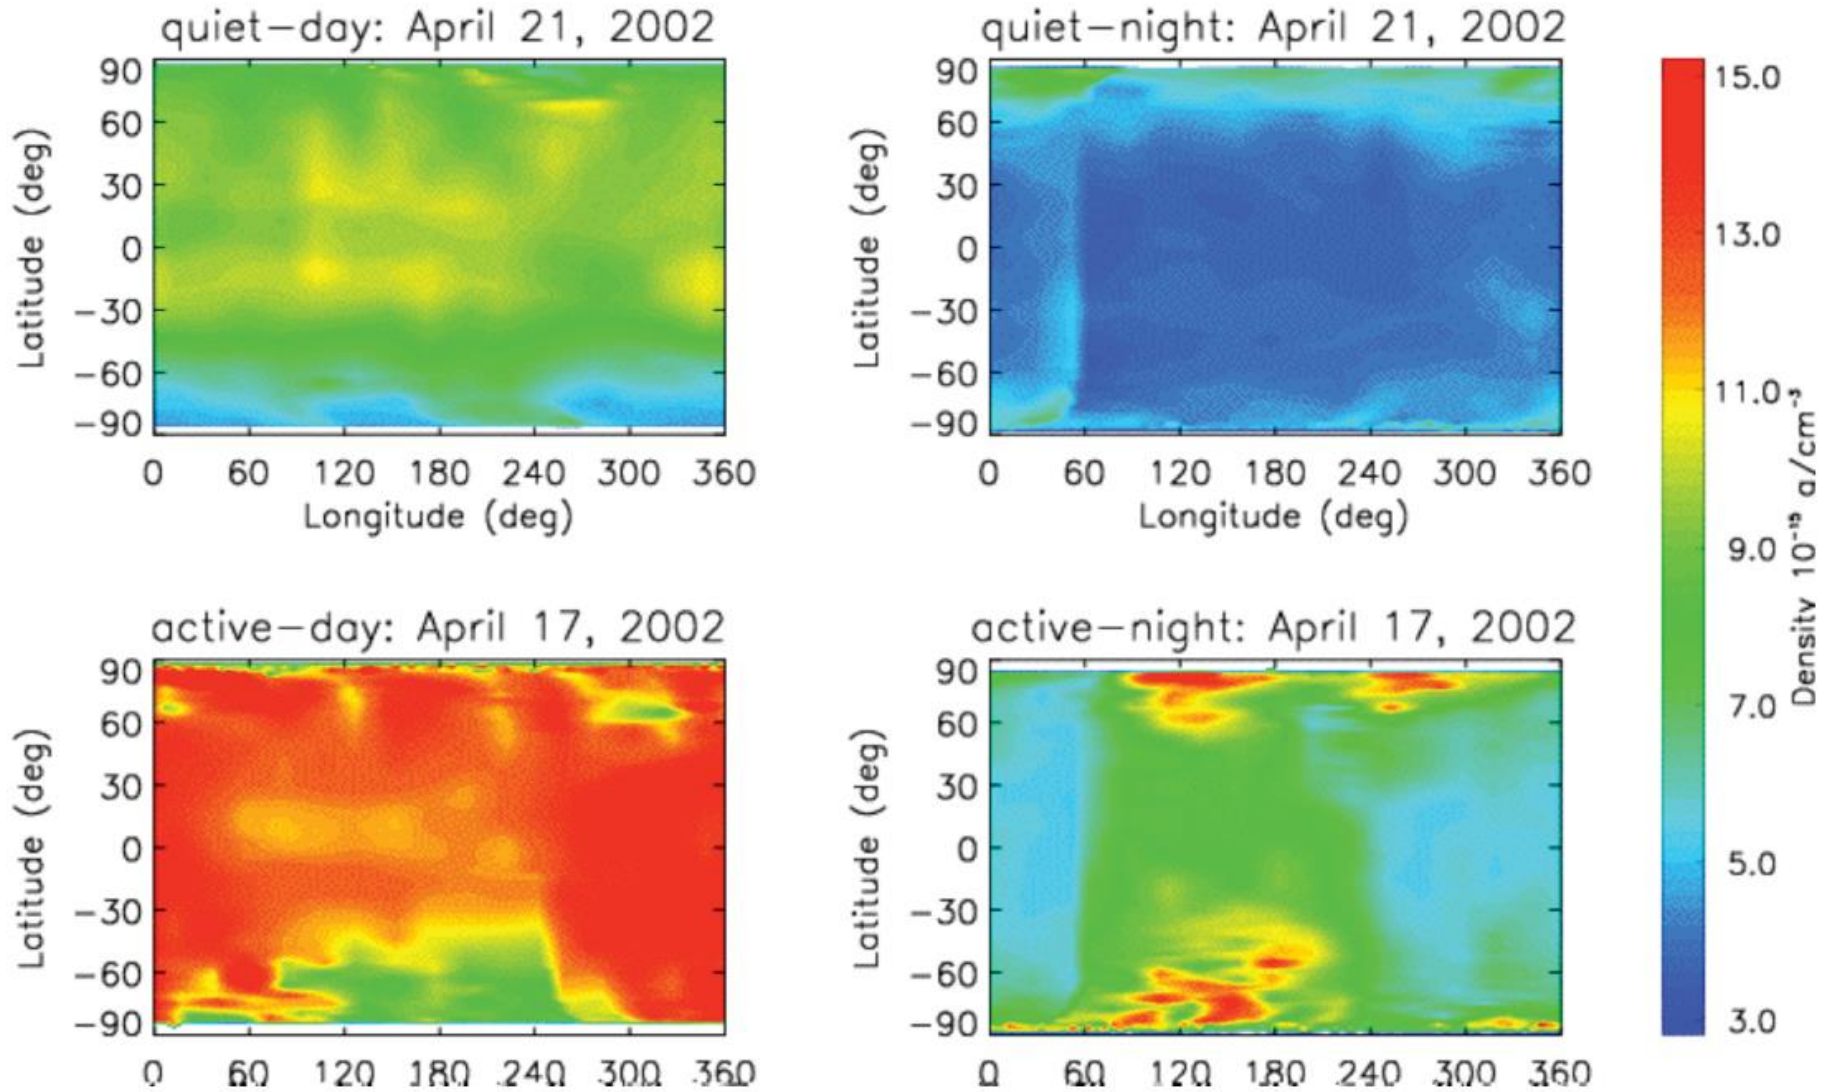 quiet-day: April 21, 2002
90
60
30
0
-30
-60
-90
Latitude (deg)
0 60 120 180 240 300 360
Longitude (deg)
quiet-night: April 21, 2002
90
60
30
0
-30
-60
-90
Latitude (deg)
0 60 120 180 240 300 360
Longitude (deg)
active-day: April 17, 2002
90
60
30
0
-30
-60
-90
Latitude (deg)
0 60 120 180 240 300 360
active-night: April 17, 2002
90
60
30
0
-30
-60
-90
Latitude (deg)
0 60 120 180 240 300 360
15.0
13.0
11.0
9.0
7.0
5.0
3.0
Density 10⁻¹⁵ g/cm⁻³